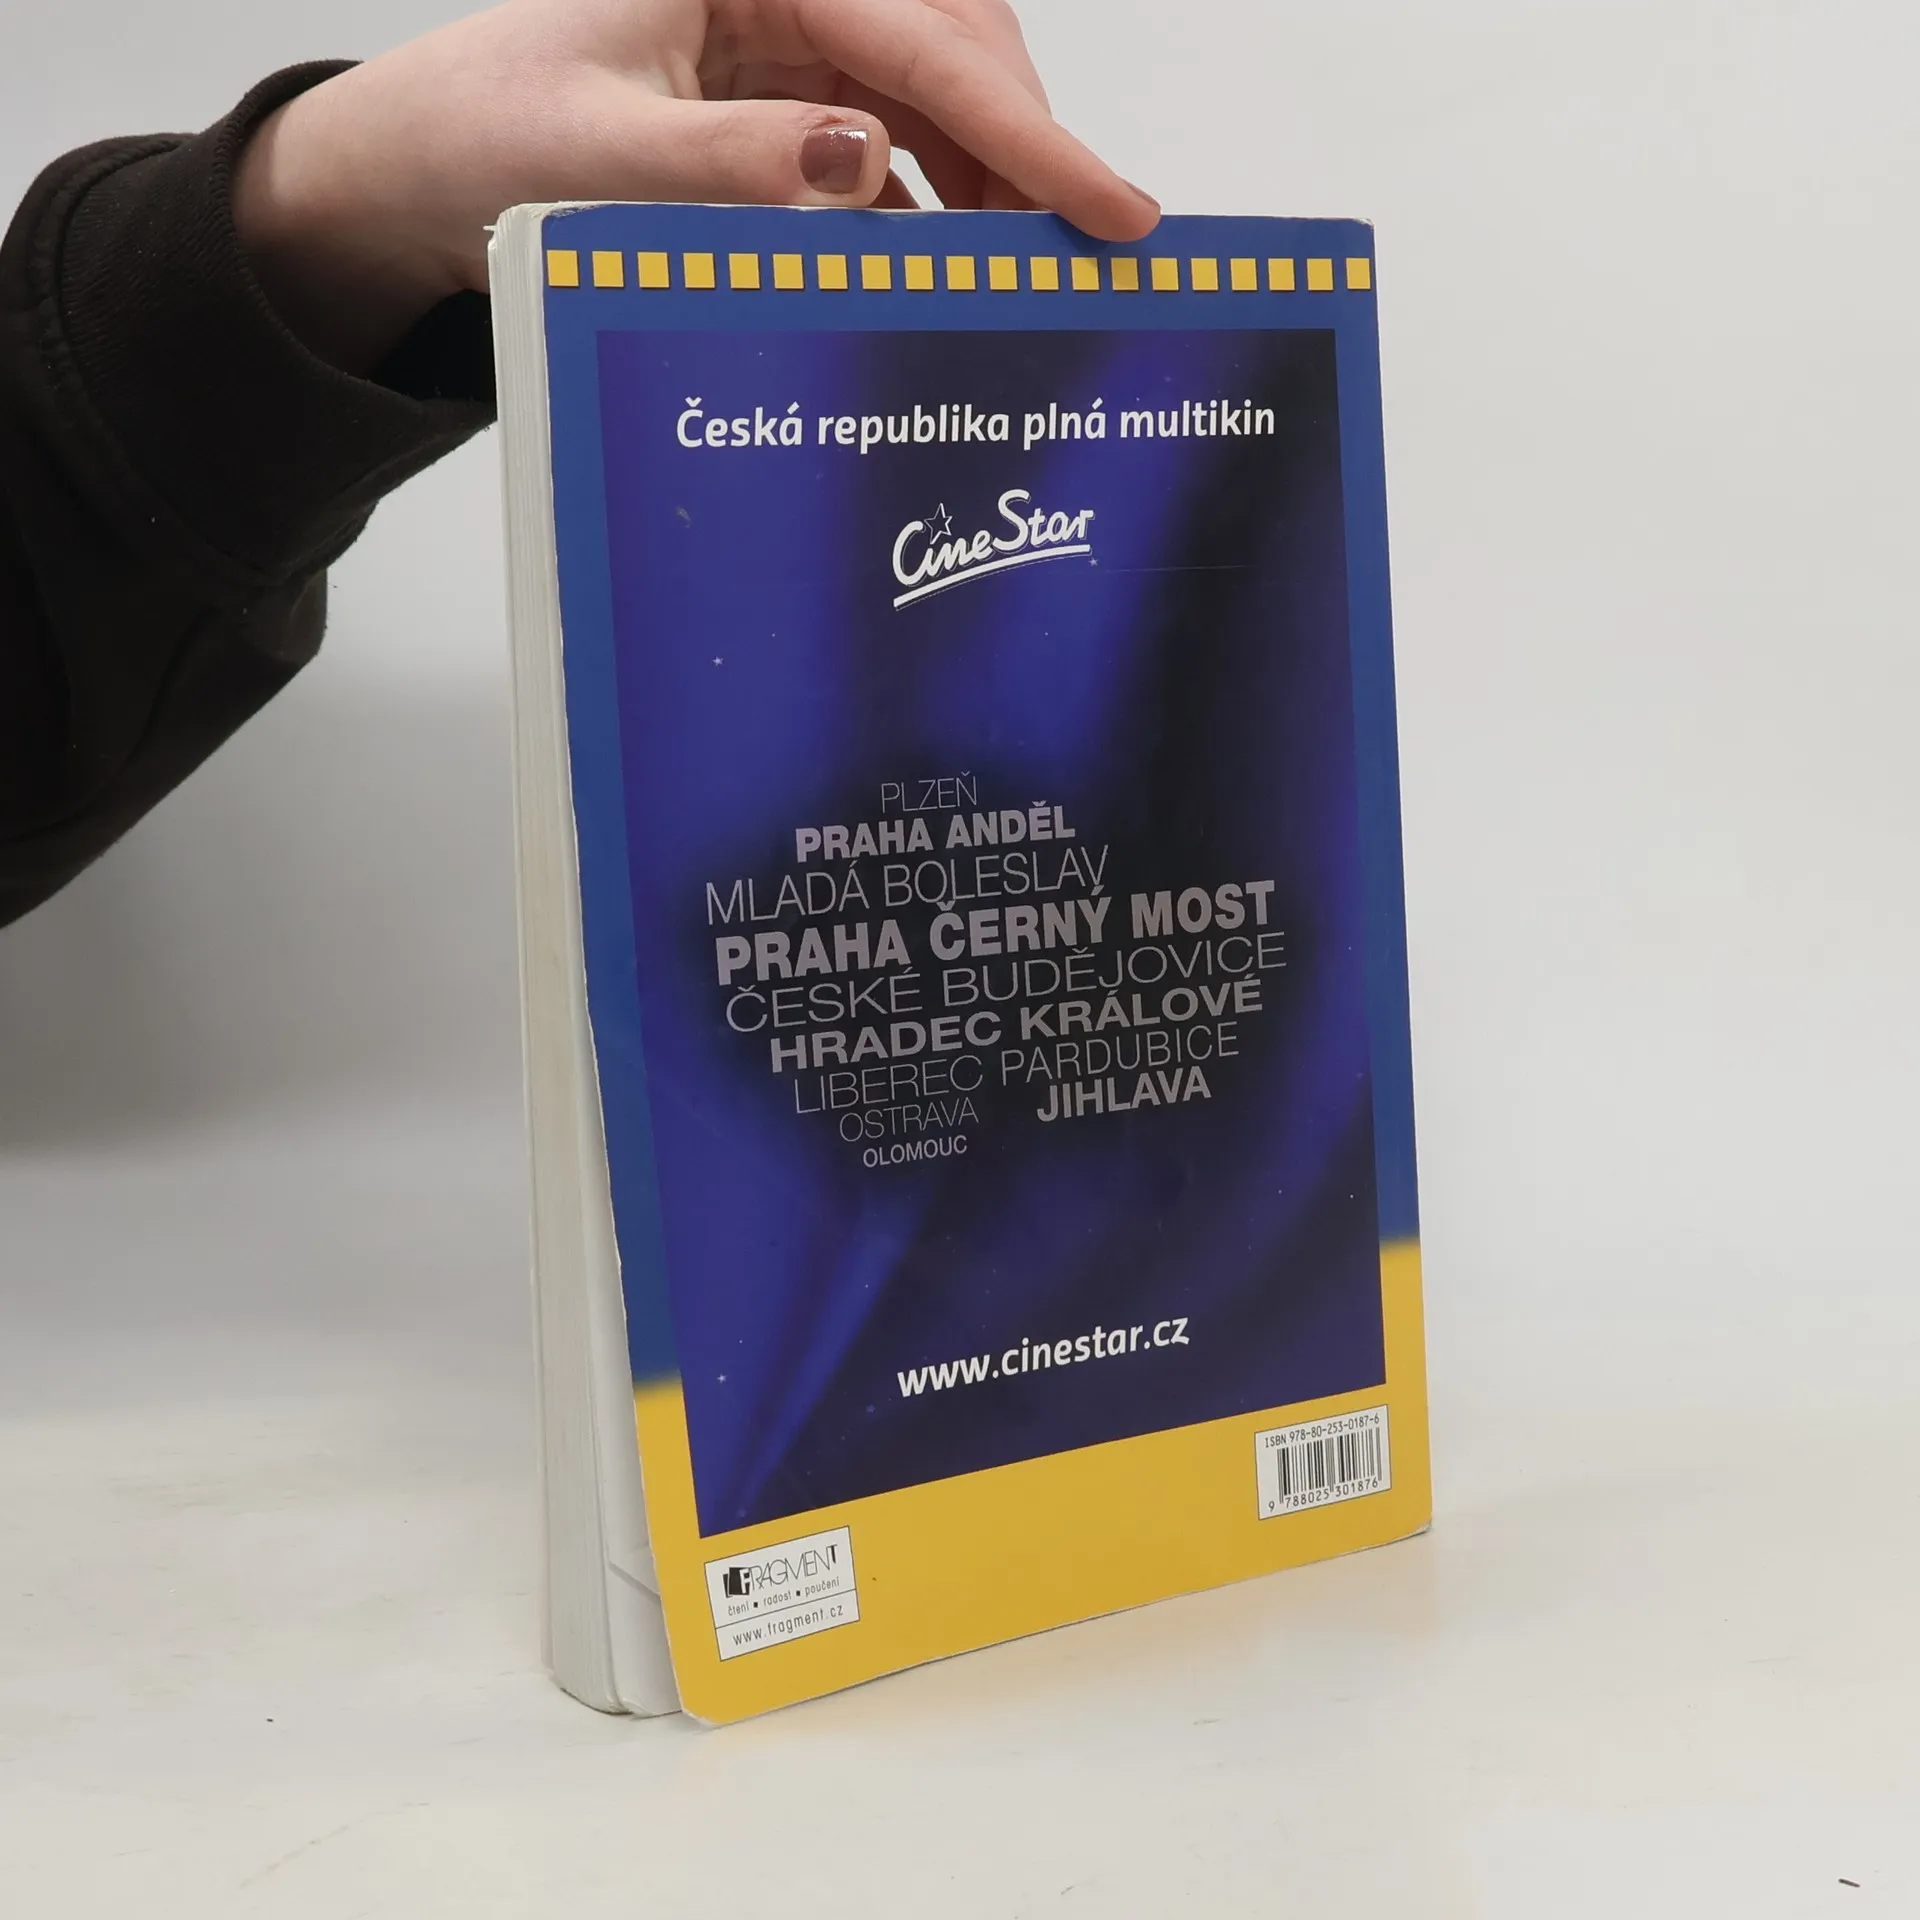 Česká republika plná multikin
CineStar
PLZEŇ
PRAHA ANDĚL
MLADÁ BOLESLAV
PRAHA ČERNÝ MOST
ČESKÉ BUDĚJOVICE
HRADEC KRÁLOVÉ
LIBEREC PARDUBICE
OSTRAVA JIHLAVA
OLOMOUC
www.cinestar.cz
ISBN 978-80-253-0187-6
9 788025 301876
FRAGMENT
čtení ▪ radost ▪ poučení
www.fragment.cz